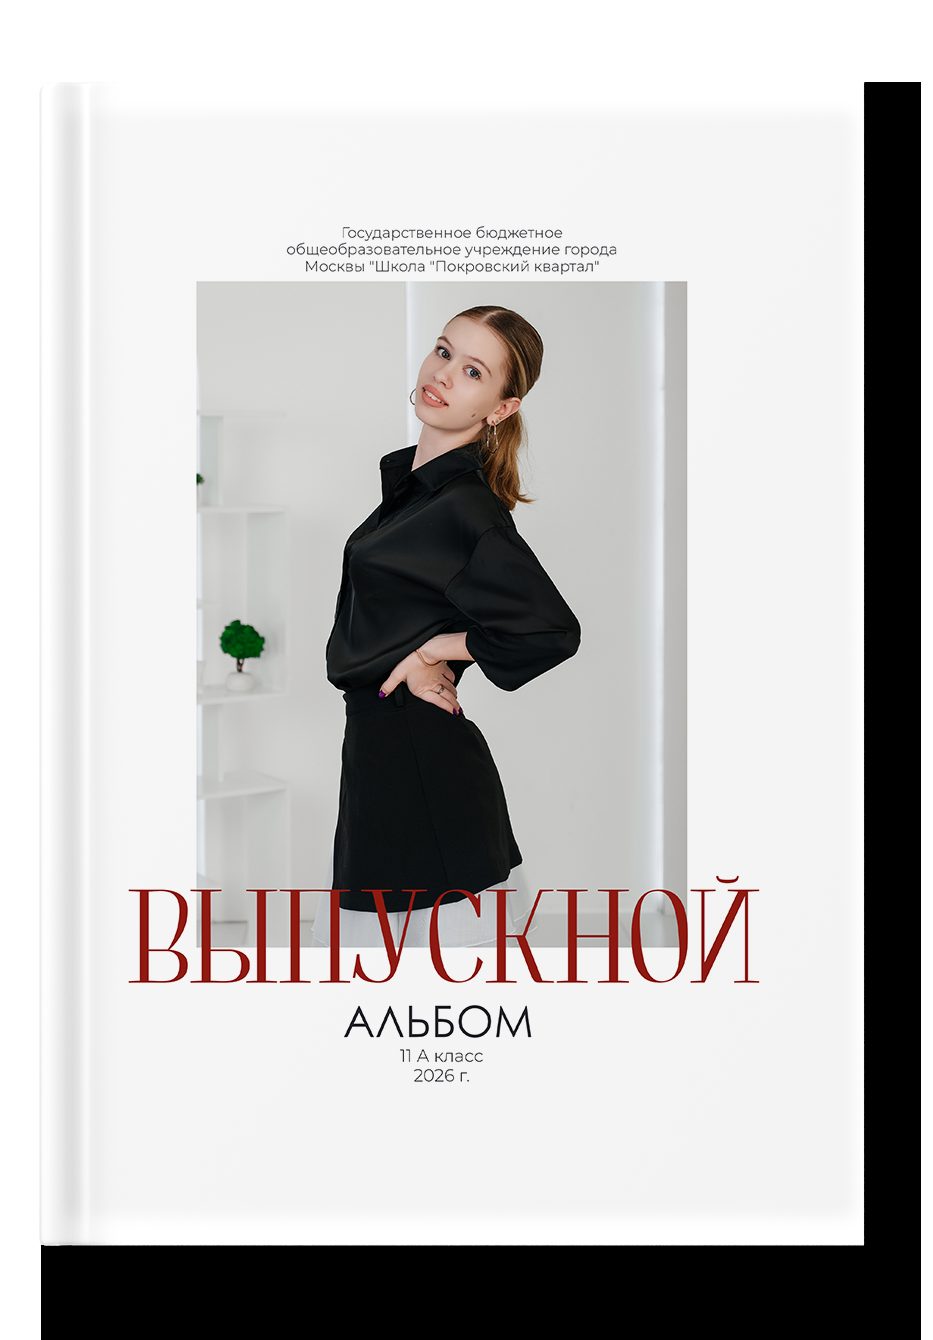 Государственное бюджетное
общеобразовательное учреждение города
Москвы "Школа "Покровский квартал"
ВЫПУСКНОЙ
АЛЬБОМ
11 А класс
2026 г.